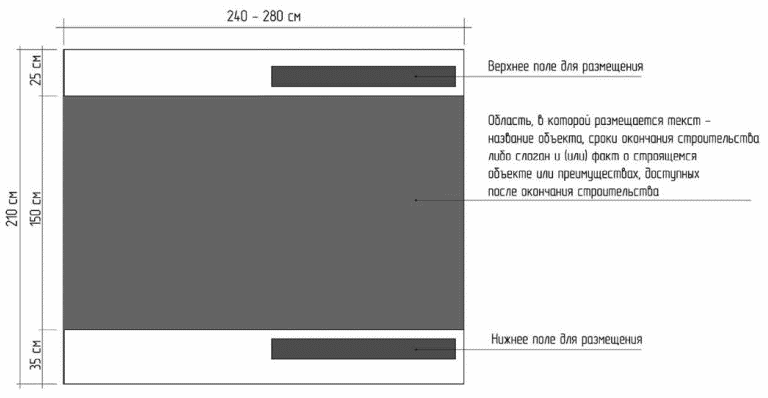 240 - 280 см
25 см
Верхнее поле для размещения
Область, в которой размещается текст -
название объекта, сроки окончания строительства
либо слоган и (или) факт о строящемся
объекте или преимуществах, доступных
после окончания строительства
210 см
150 см
Нижнее поле для размещения
35 см